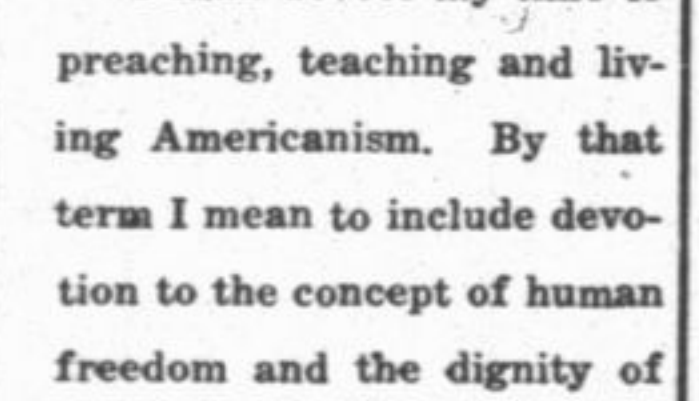 preaching, teaching and liv-
ing Americanism. By that
term I mean to include devo-
tion to the concept of human
freedom and the dignity of